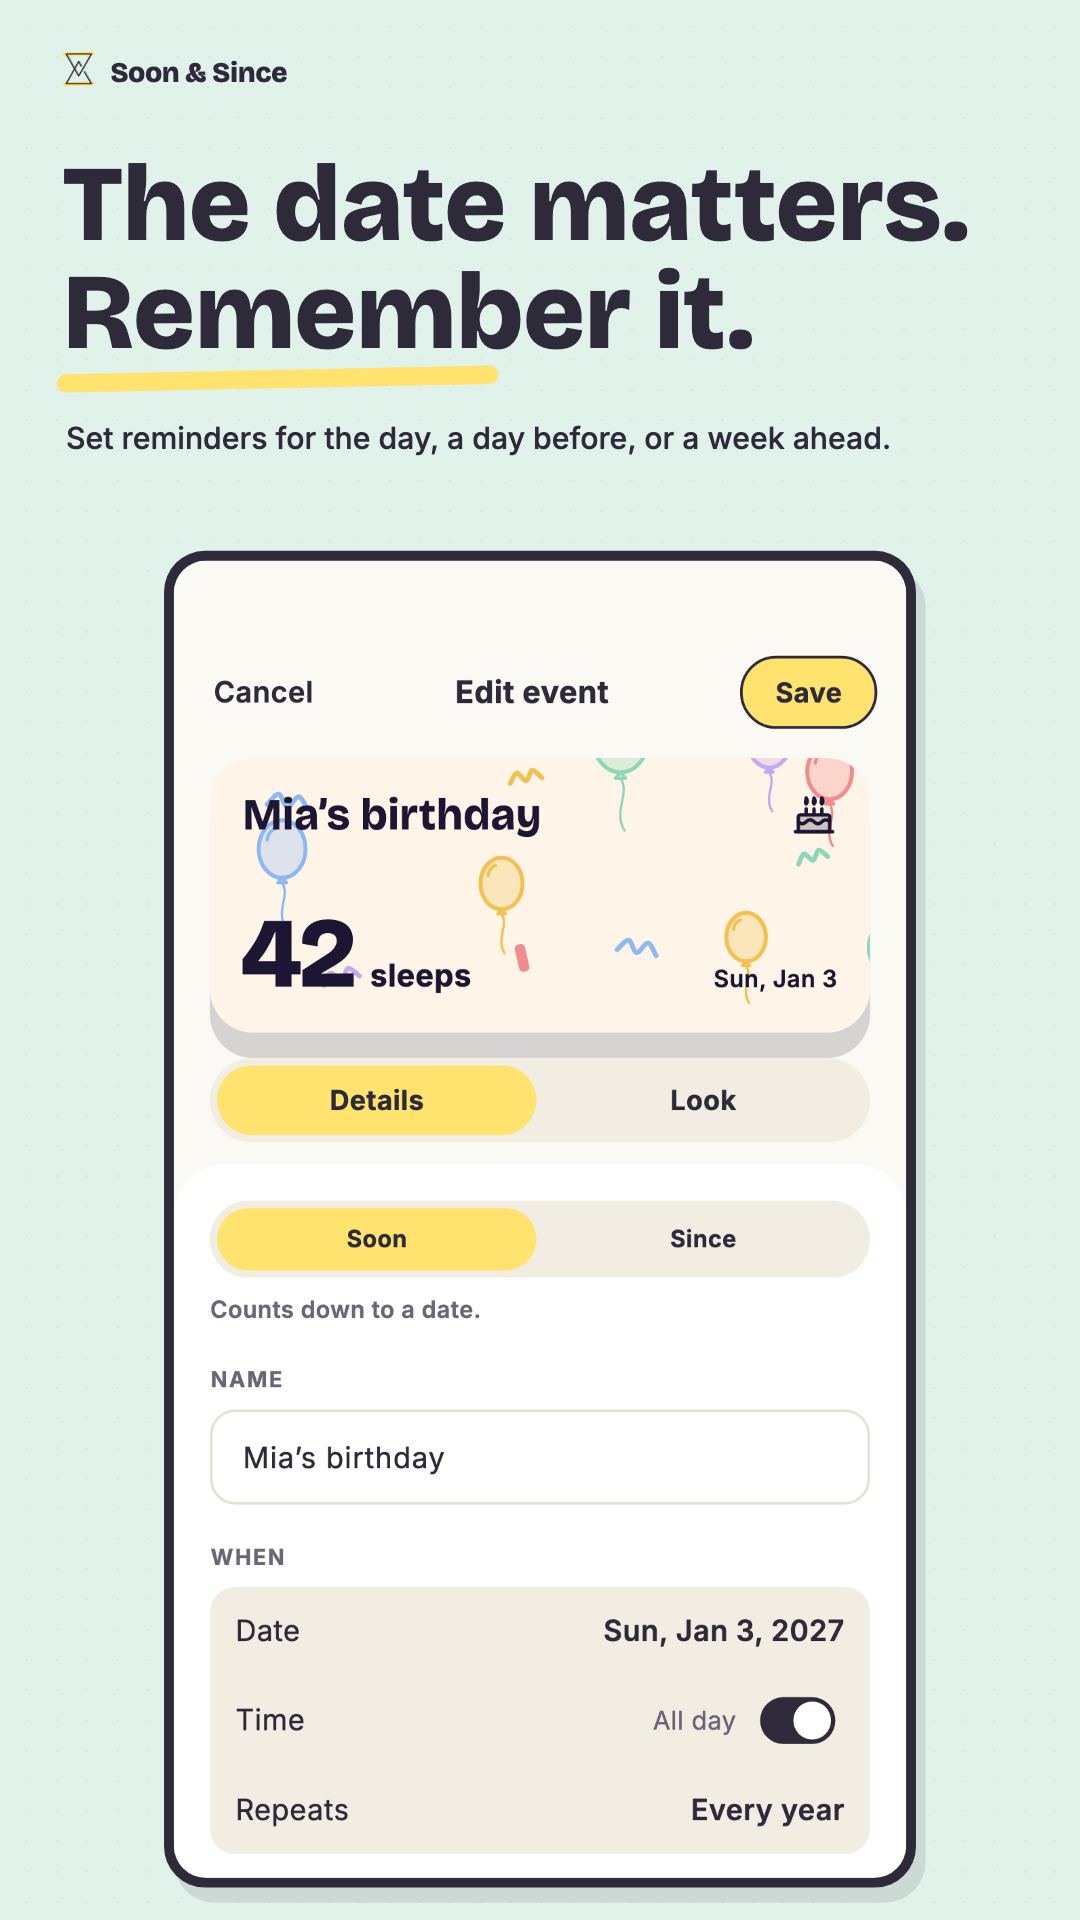 Soon & Since
The date matters.
Remember it.
Set reminders for the day, a day before, or a week ahead.
Cancel
Edit event
Save
Mia’s birthday
42 sleeps
Sun, Jan 3
Details
Look
Soon
Since
Counts down to a date.
NAME
Mia’s birthday
WHEN
Date
Sun, Jan 3, 2027
Time
All day
Repeats
Every year